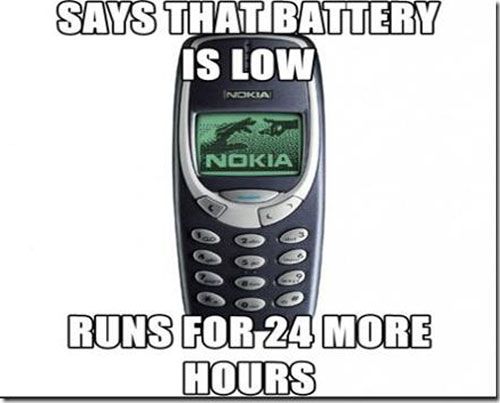 SAYS THAT BATTERY
IS LOW
NOKIA
NOKIA
RUNS FOR 24 MORE
HOURS